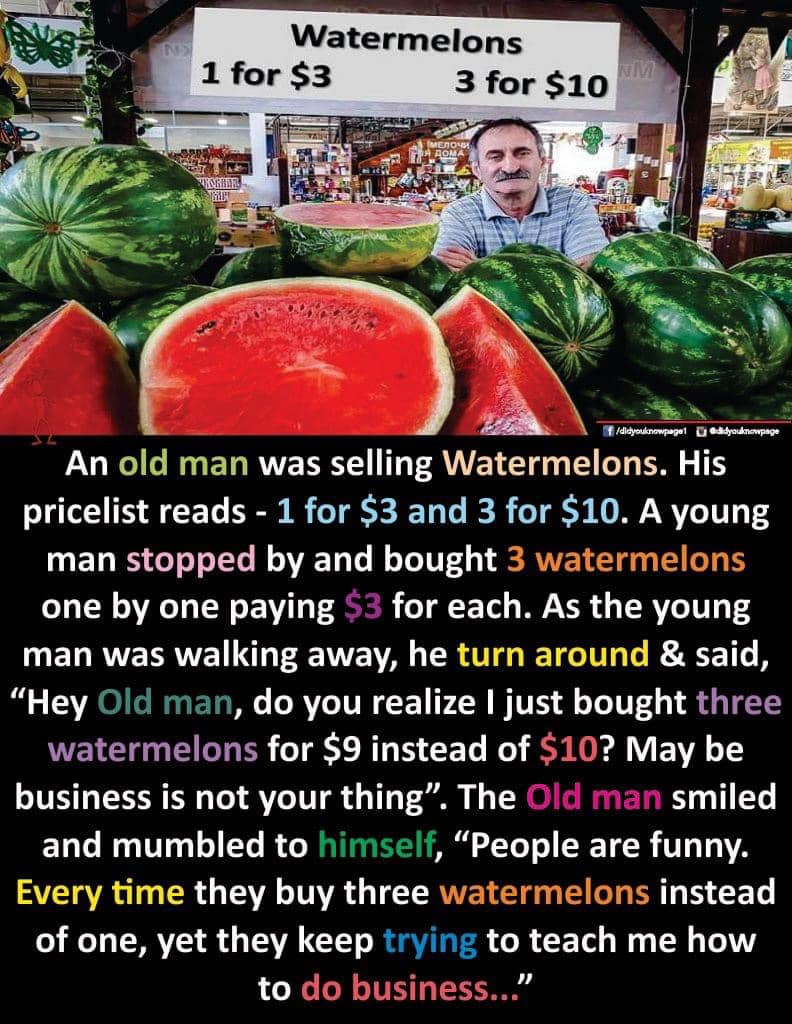 Watermelons
1 for $3 3 for $10
МЕЛОЧИ
ДОМА
/didyouknowpage1 @didyouknowpage
An old man was selling Watermelons. His
pricelist reads - 1 for $3 and 3 for $10. A young
man stopped by and bought 3 watermelons
one by one paying $3 for each. As the young
man was walking away, he turn around & said,
“Hey Old man, do you realize I just bought three
watermelons for $9 instead of $10? May be
business is not your thing”. The Old man smiled
and mumbled to himself, “People are funny.
Every time they buy three watermelons instead
of one, yet they keep trying to teach me how
to do business...”